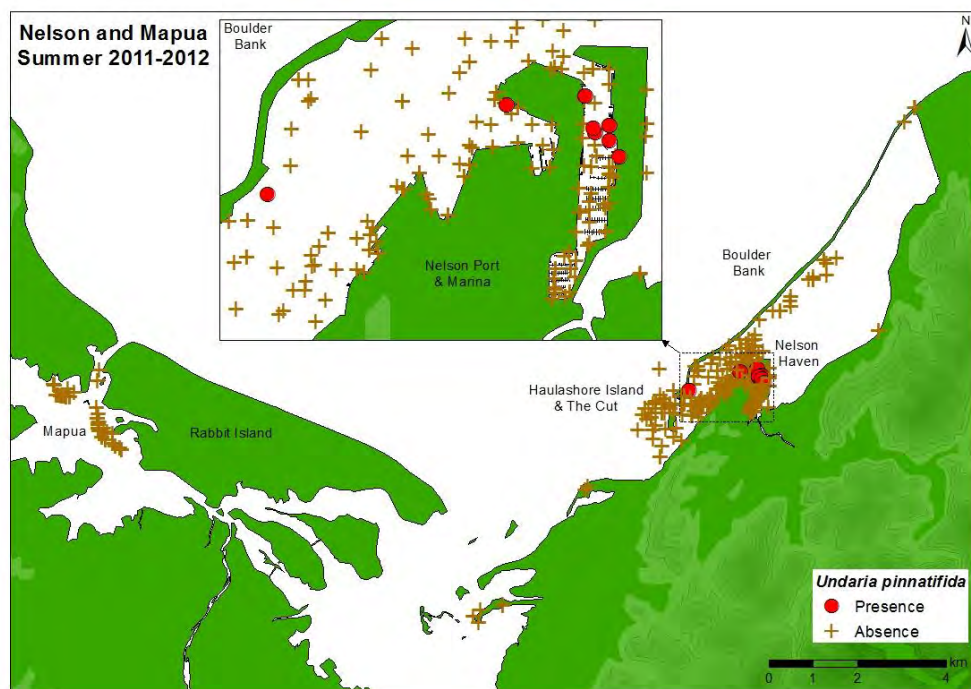 Nelson and Mapua
Summer 2011-2012
Boulder
Bank
Nelson Port
& Marina
N
Boulder
Bank
Nelson
Haven
Haulashore Island
& The Cut
Mapua
Rabbit Island
Undaria pinnatifida
Presence
Absence
km
0 1 2 4